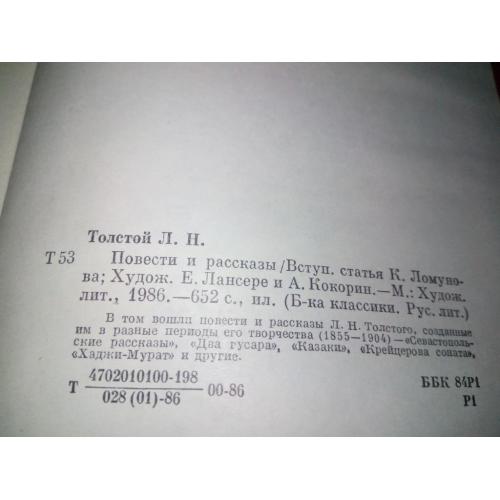 Толстой Л. Н.
Т 53 Повести и рассказы/Вступ. статья К. Ломуно-
ва; Худож. Е. Лансере и А. Кокорин.—М.: Худож.
лит., 1986.—652 с., ил. (Б-ка классики. Рус. лит.)
В том вошли повести и рассказы Л. Н. Толстого, созданные
им в разные периоды его творчества (1855—1904) — «Севастополь-
ские рассказы», «Два гусара», «Казаки», «Крейцерова соната»,
«Хаджи-Мурат» и другие.
Т 4702010100-198 00-86
028 (01)-86
ББК 84Р1
Р1